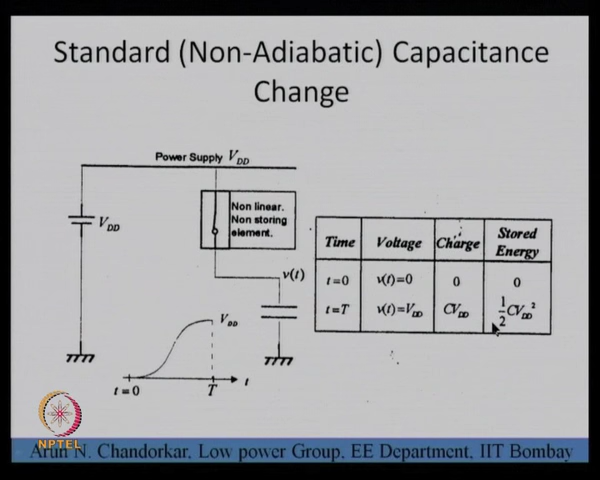 Standard (Non-Adiabatic) Capacitance
Change
Power Supply V_DD
Non linear.
Non storing
element.
V_DD
v(t)
V_DD
t = 0
T
t
Time Voltage Charge Stored Energy
t=0 v(t)=0 0 0
t=T v(t)=V_DD CV_DD 1/2 CV_DD²
NPTEL
Arun N. Chandorkar, Low power Group, EE Department, IIT Bombay